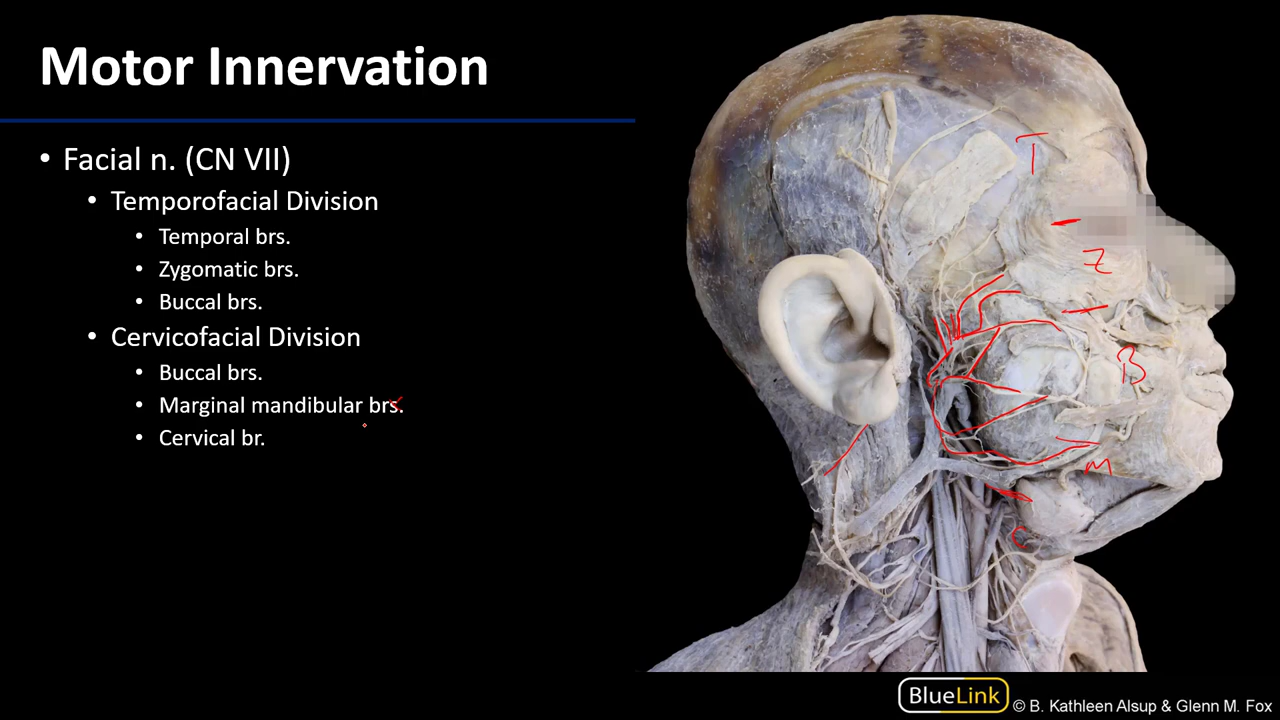 Motor Innervation
• Facial n. (CN VII)
• Temporofacial Division
• Temporal brs.
• Zygomatic brs.
• Buccal brs.
• Cervicofacial Division
• Buccal brs.
• Marginal mandibular brs.
• Cervical br.
T
Z
B
M
C
BlueLink
© B. Kathleen Alsup & Glenn M. Fox